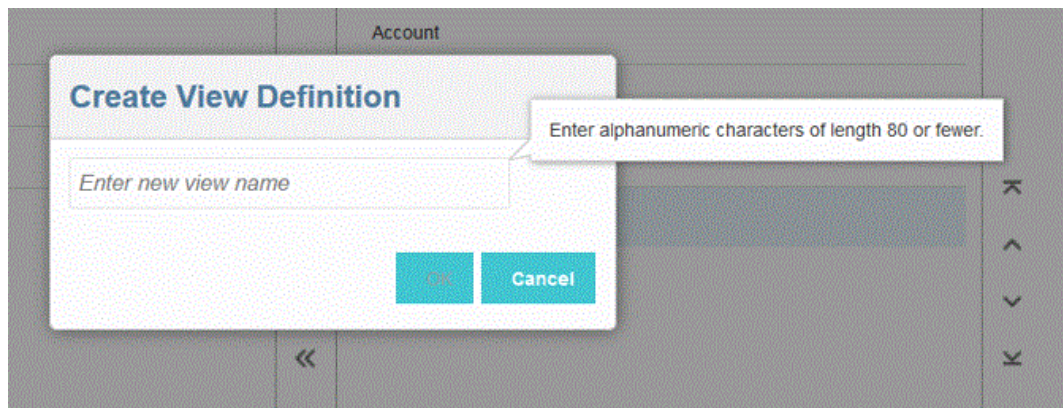 Account
Create View Definition
Enter alphanumeric characters of length 80 or fewer.
Enter new view name
OK
Cancel